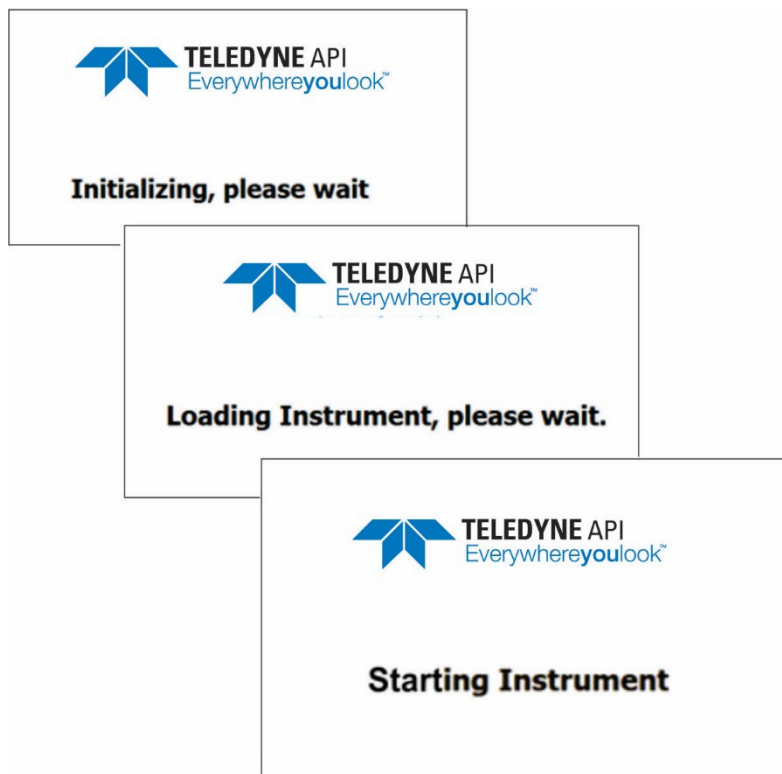 TELEDYNE API
Everywhereyoulook™
Initializing, please wait
TELEDYNE API
Everywhereyoulook™
Loading Instrument, please wait.
TELEDYNE API
Everywhereyoulook™
Starting Instrument